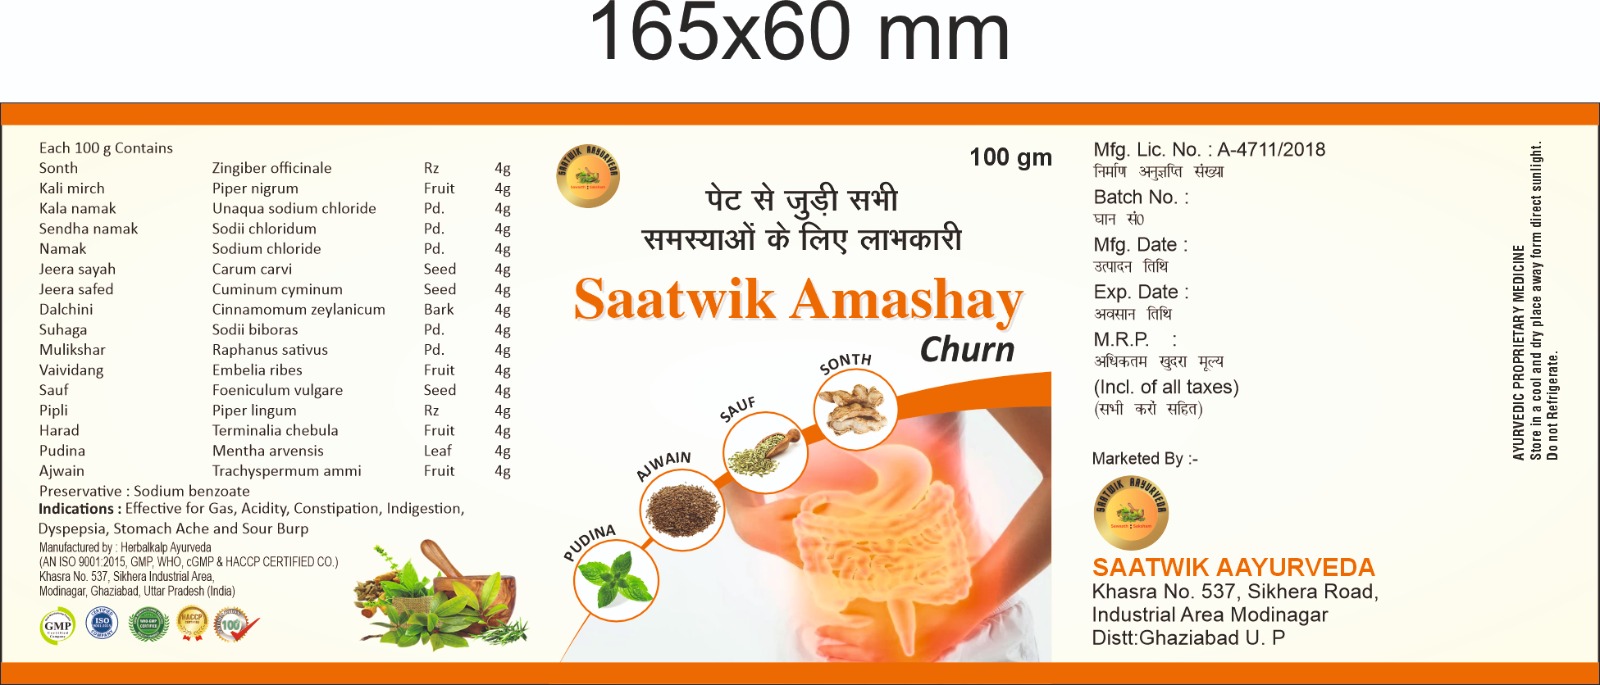 165x60 mm
Each 100 g Contains
Sonth Zingiber officinale Rz 4g
Kali mirch Piper nigrum Fruit 4g
Kala namak Unaqua sodium chloride Pd. 4g
Sendha namak Sodii chloridum Pd. 4g
Namak Sodium chloride Pd. 4g
Jeera sayah Carum carvi Seed 4g
Jeera safed Cuminum cyminum Seed 4g
Dalchini Cinnamomum zeylanicum Bark 4g
Suhaga Sodii biboras Pd. 4g
Mulikshar Raphanus sativus Pd. 4g
Vaividang Embelia ribes Fruit 4g
Sauf Foeniculum vulgare Seed 4g
Pipli Piper lingum Rz 4g
Harad Terminalia chebula Fruit 4g
Pudina Mentha arvensis Leaf 4g
Ajwain Trachyspermum ammi Fruit 4g
Preservative : Sodium benzoate
Indications : Effective for Gas, Acidity, Constipation, Indigestion,
Dyspepsia, Stomach Ache and Sour Burp
Manufactured by : Herbalkalp Ayurveda
(AN ISO 9001:2015, GMP, WHO, cGMP & HACCP CERTIFIED CO.)
Khasra No. 537, Sikhera Industrial Area,
Modinagar, Ghaziabad, Uttar Pradesh (India)
GMP
ISO
HACCP
100
SAATWIK AAYURVEDA
100 gm
पेट से जुड़ी सभी
समस्याओं के लिए लाभकारी
Saatwik Amashay
Churn
SONTH
SAUF
AJWAIN
PUDINA
Mfg. Lic. No. : A-4711/2018
निर्माण अनुज्ञप्ति संख्या
Batch No. :
घान सं0
Mfg. Date :
उत्पादन तिथि
Exp. Date :
अवसान तिथि
M.R.P. :
अधिकतम खुदरा मूल्य
(Incl. of all taxes)
(सभी करों सहित)
Marketed By :-
SAATWIK AAYURVEDA
SAATWIK AAYURVEDA
Khasra No. 537, Sikhera Road,
Industrial Area Modinagar
Distt:Ghaziabad U. P
AYURVEDIC PROPRIETARY MEDICINE
Store in a cool and dry place away form direct sunlight.
Do not Refrigerate.